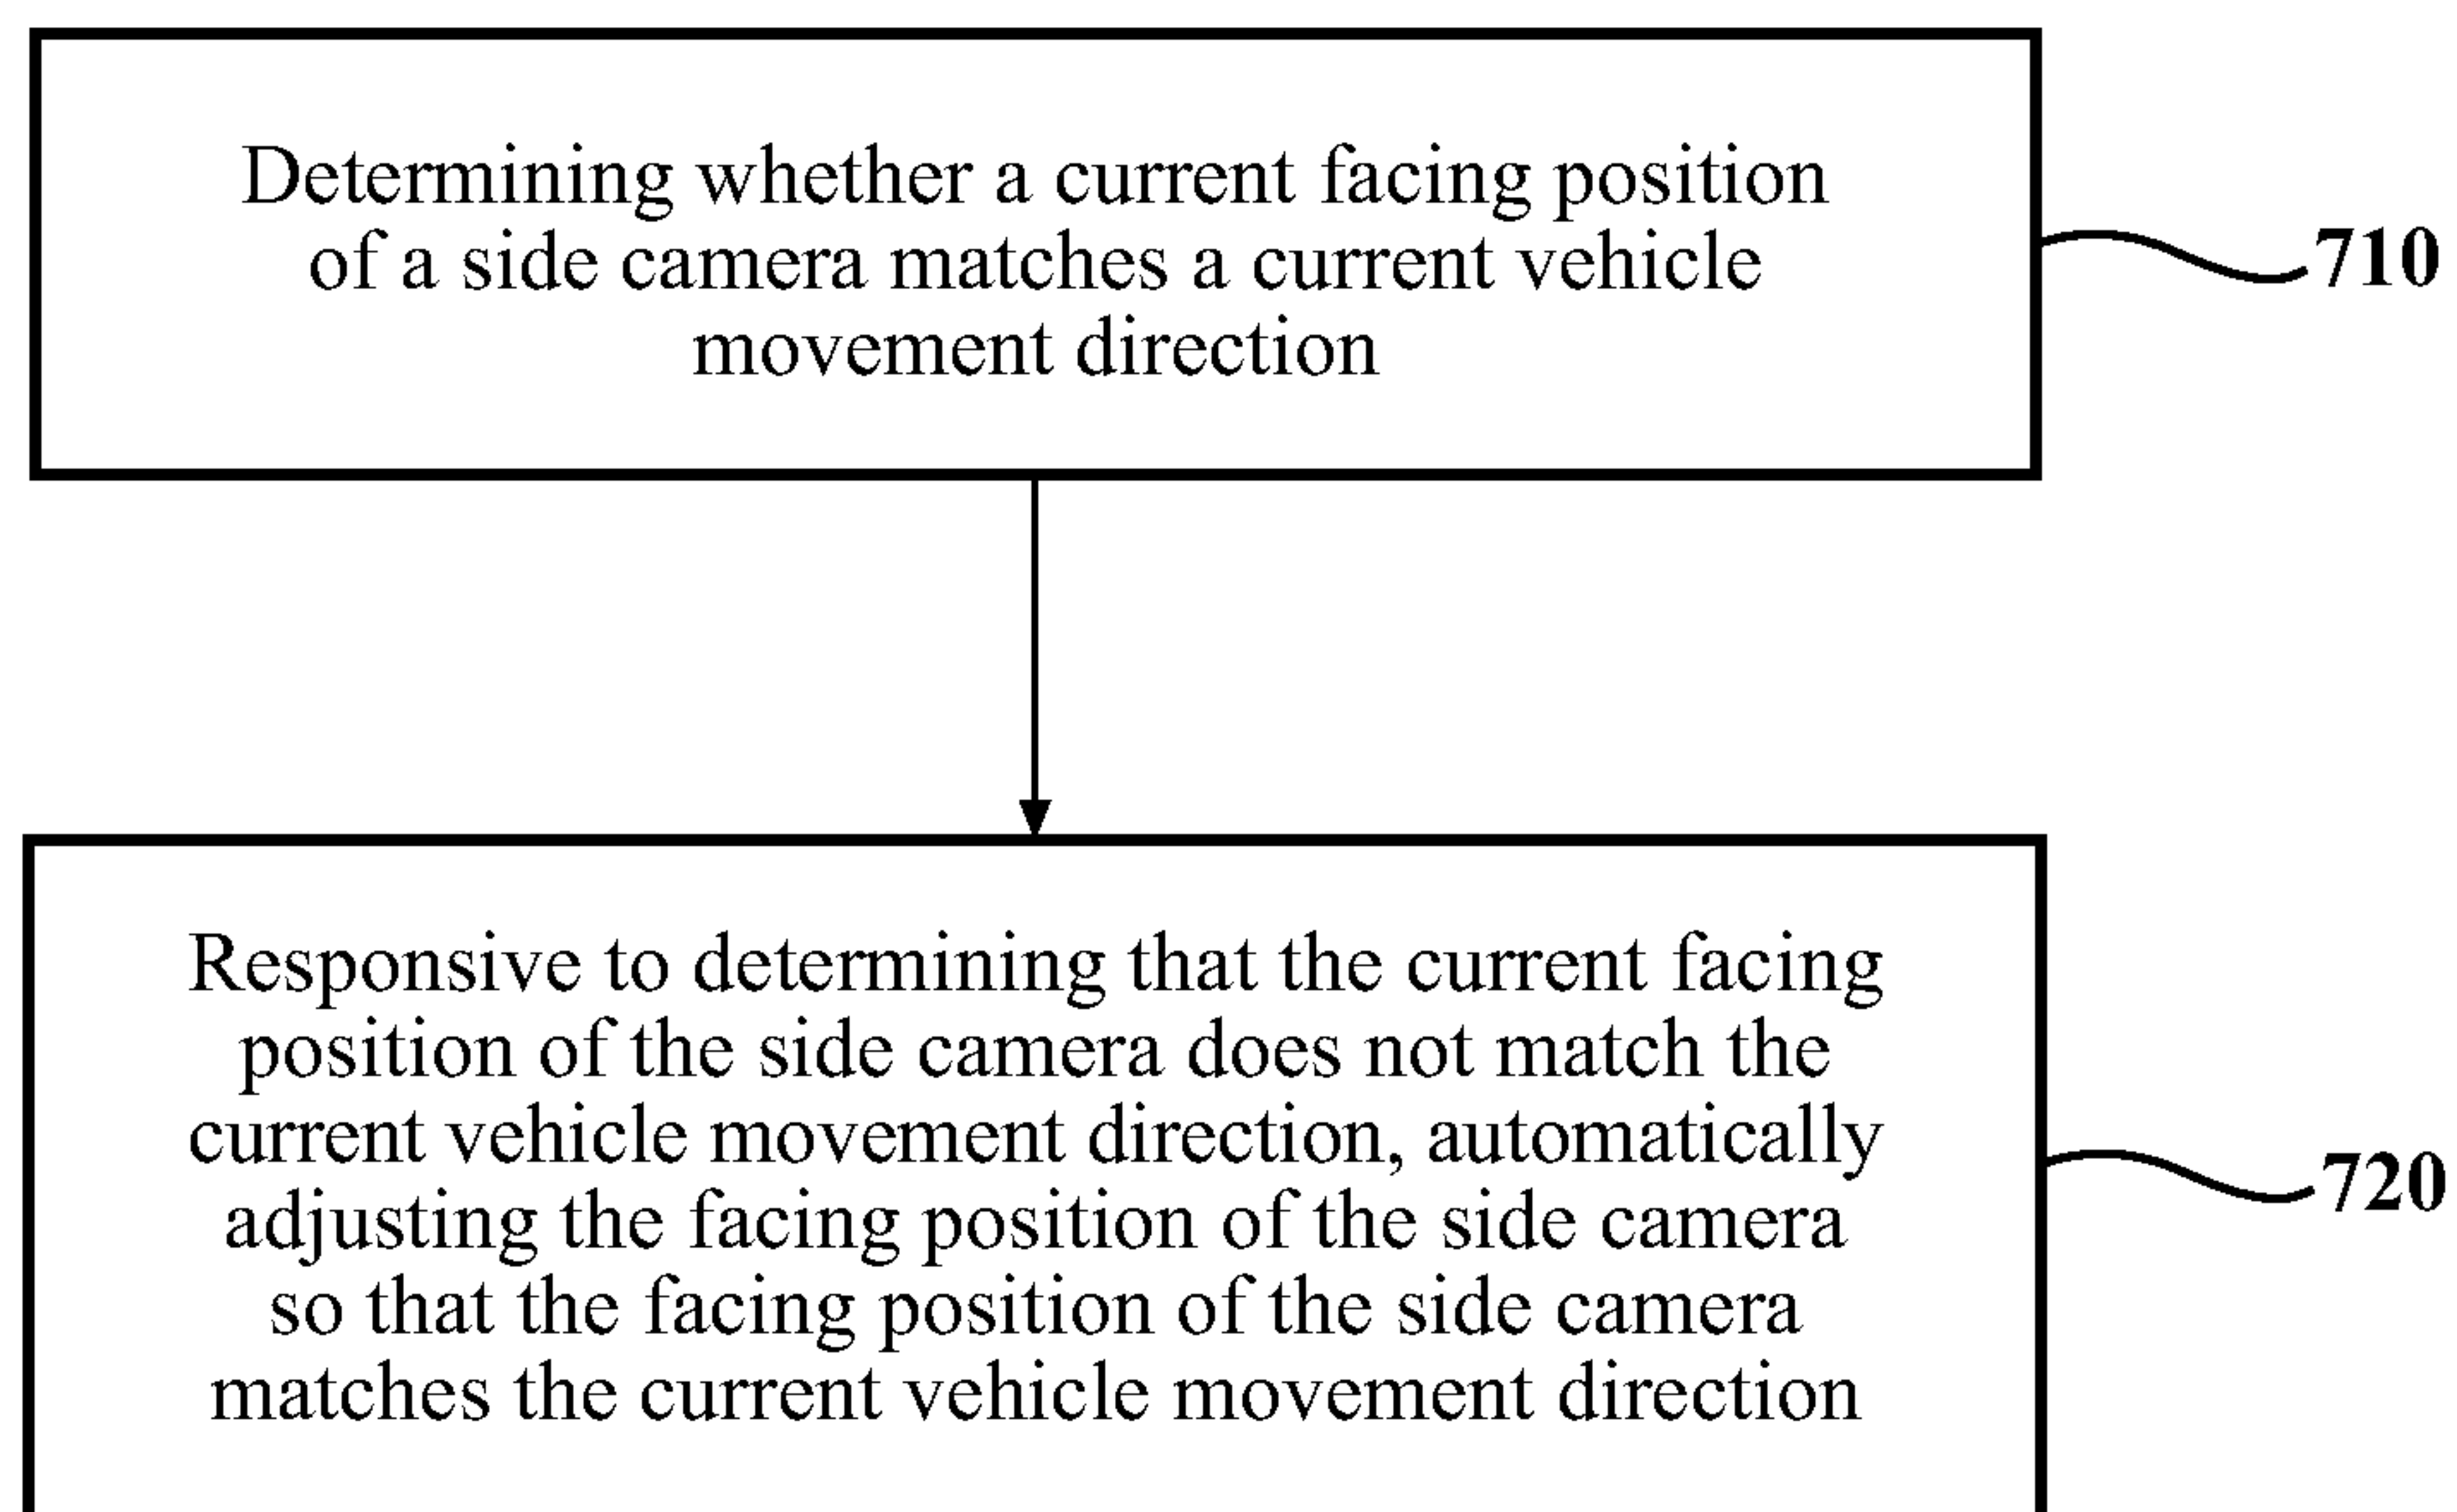 Determining whether a current facing position
of a side camera matches a current vehicle
movement direction
710
Responsive to determining that the current facing
position of the side camera does not match the
current vehicle movement direction, automatically
adjusting the facing position of the side camera
so that the facing position of the side camera
matches the current vehicle movement direction
720